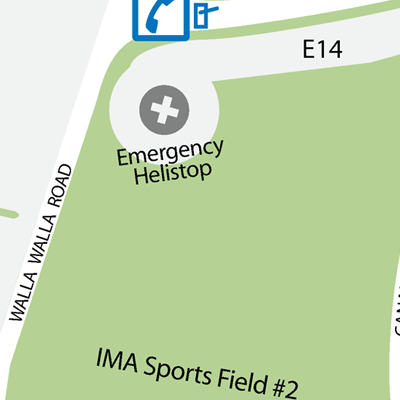 E14
Emergency
Helistop
WALLA WALLA ROAD
IMA Sports Field #2